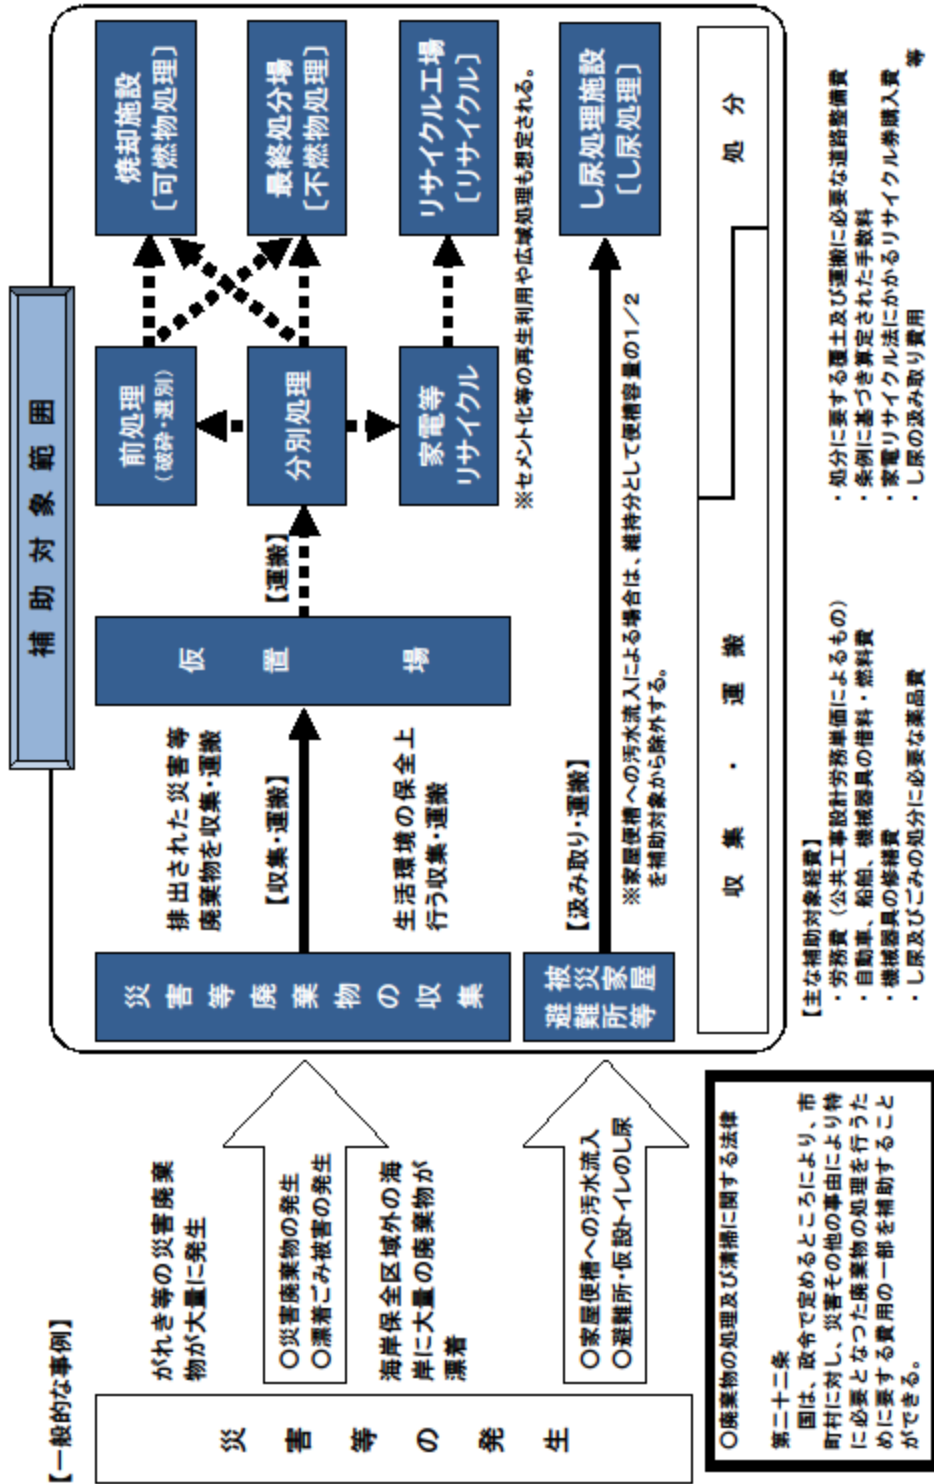 【一般的な事例】
補助対象範囲
災害等の発生
がれき等の災害廃棄
物が大量に発生
○災害廃棄物の発生
○漂着ごみ被害の発生
海岸保全区域外の海
岸に大量の廃棄物が
漂着
○家屋便槽への汚水流入
○避難所・仮設トイレのし尿
災害等廃棄物の収集
排出された災害等
廃棄物を収集・運搬
【収集・運搬】
生活環境の保全上
行う収集・運搬
仮置場
【運搬】
前処理
（破砕・選別）
分別処理
家電等
リサイクル
焼却施設
［可燃物処理］
最終処分場
［不燃物処理］
リサイクル工場
［リサイクル］
※セメント化等の再生利用や広域処理も想定される。
被災家屋
避難所等
【汲み取り・運搬】
※家屋便槽への汚水流入による場合は、維持分として便槽容量の1／2
を補助対象から除外する。
し尿処理施設
［し尿処理］
収集・運搬
処分
○廃棄物の処理及び清掃に関する法律
第二十二条
国は、政令で定めるところにより、市
町村に対し、災害その他の事由により特
に必要となつた廃棄物の処理を行うた
めに要する費用の一部を補助すること
ができる。
【主な補助対象経費】
・労務費（公共工事設計労務単価によるもの）
・自動車、船舶、機械器具の借料・燃料費
・機械器具の修繕費
・し尿及びごみの処分に必要な薬品費
・処分に要する覆土及び運搬に必要な道路整備費
・条例に基づき算定された手数料
・家電リサイクル法にかかるリサイクル券購入費
・し尿の汲み取り費用
等